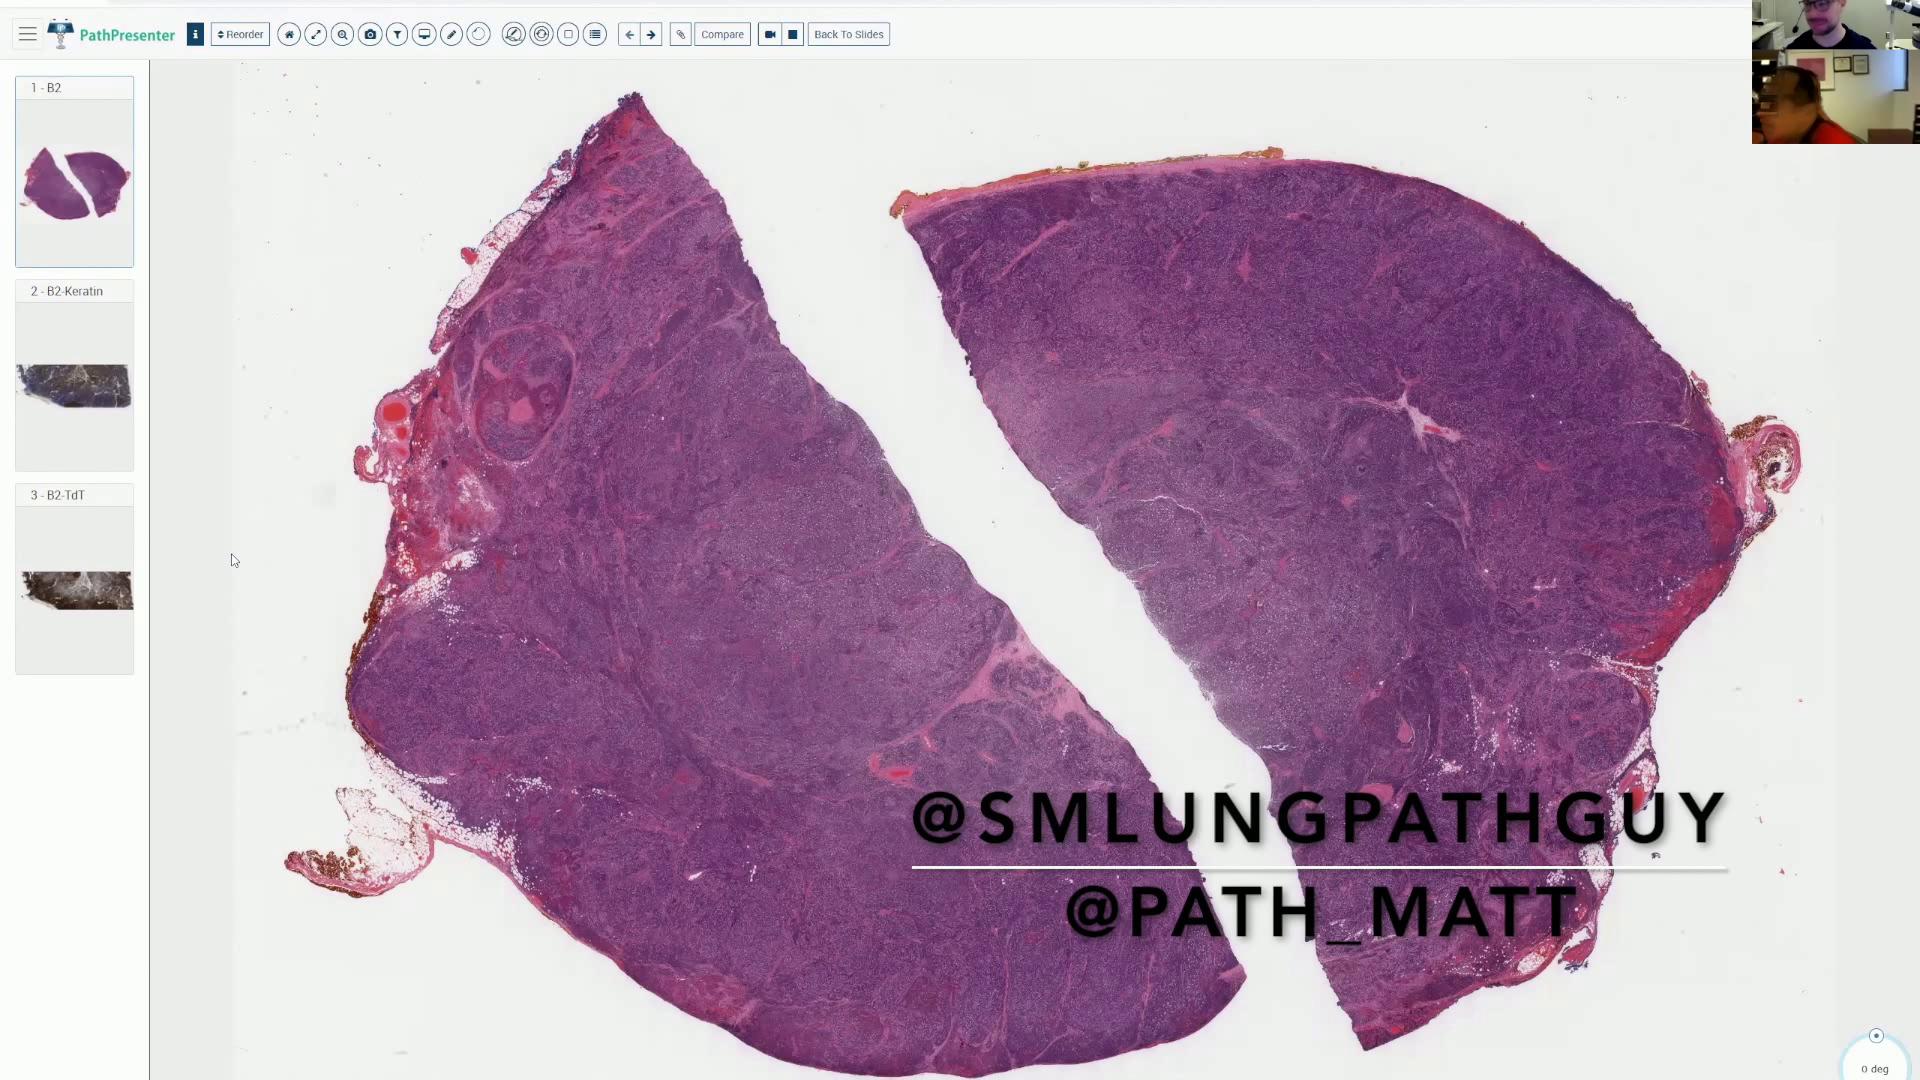 PathPresenter
Reorder
Compare
Back To Slides
1 - B2
2 - B2-Keratin
3 - B2-TdT
@SMLUNGPATHGUY
@PATH_MATT
0 deg